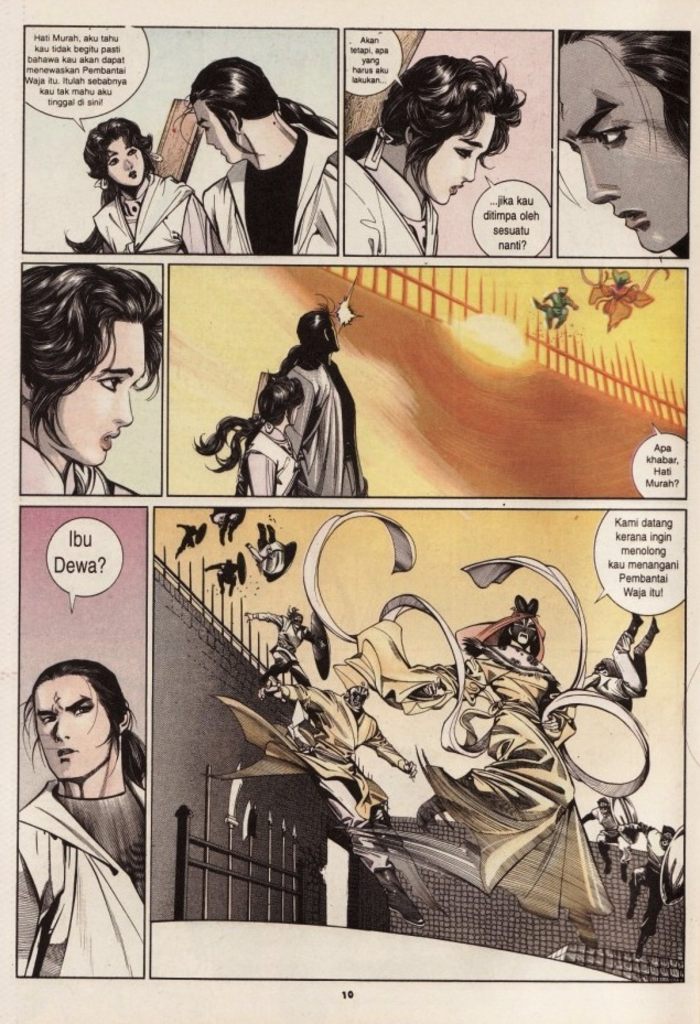 Hati Murah, aku tahu
kau tidak begitu pasti
bahawa kau akan dapat
menewaskan Pembantai
Waja itu. Itulah sebabnya
kau tak mahu aku
tinggal di sini!
Akan
tetapi, apa
yang
harus aku
lakukan...
...jika kau
ditimpa oleh
sesuatu
nanti?
Apa
khabar,
Hati
Murah?
Ibu
Dewa?
Kami datang
kerana ingin
menolong
kau menangani
Pembantai
Waja itu!
10